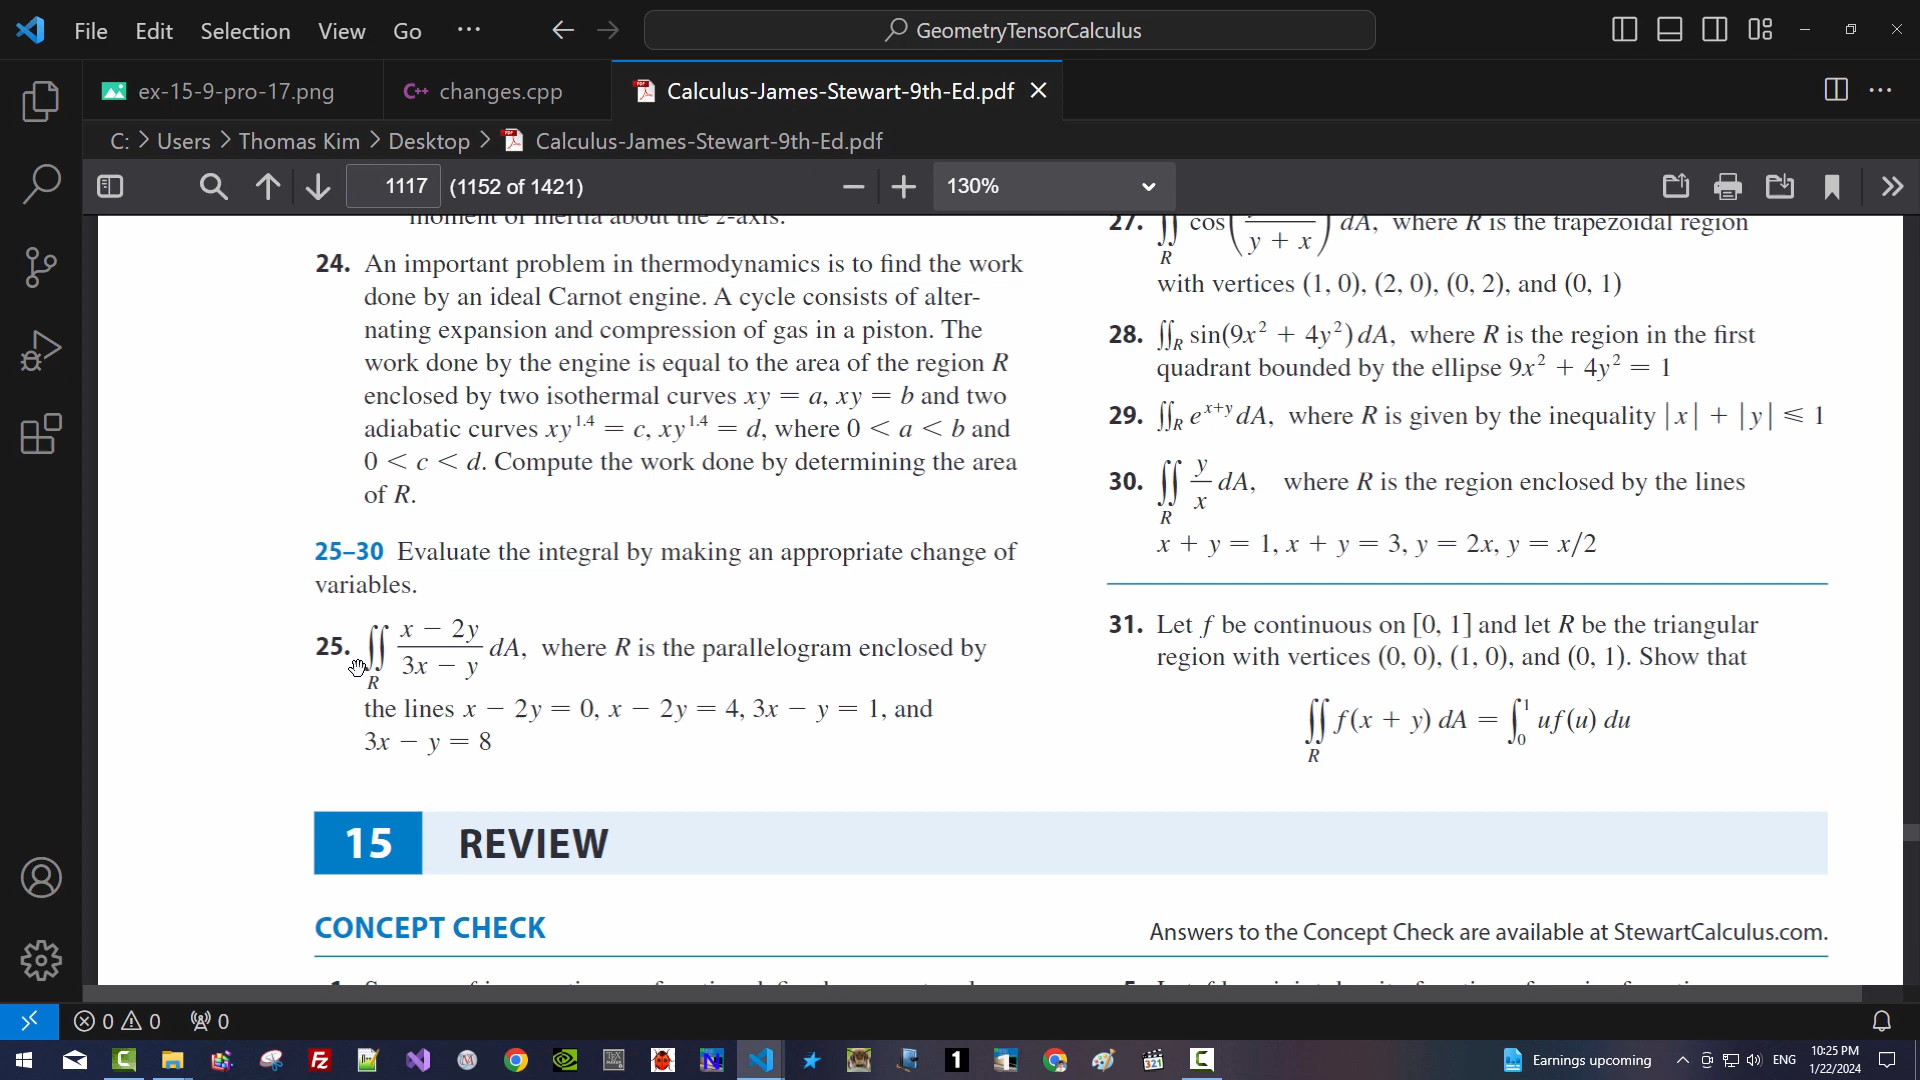 File Edit Selection View Go ···
GeometryTensorCalculus
ex-15-9-pro-17.png
C++ changes.cpp
Calculus-James-Stewart-9th-Ed.pdf
C: > Users > Thomas Kim > Desktop > Calculus-James-Stewart-9th-Ed.pdf
1117 (1152 of 1421)
130%
moment of inertia about the z-axis.
24. An important problem in thermodynamics is to find the work
done by an ideal Carnot engine. A cycle consists of alter-
nating expansion and compression of gas in a piston. The
work done by the engine is equal to the area of the region R
enclosed by two isothermal curves xy = a, xy = b and two
adiabatic curves xy^1.4 = c, xy^1.4 = d, where 0 < a < b and
0 < c < d. Compute the work done by determining the area
of R.
25–30 Evaluate the integral by making an appropriate change of
variables.
25. ∬_R (x − 2y)/(3x − y) dA, where R is the parallelogram enclosed by
the lines x − 2y = 0, x − 2y = 4, 3x − y = 1, and
3x − y = 8
27. ∬_R cos( /(y + x)) dA, where R is the trapezoidal region
with vertices (1, 0), (2, 0), (0, 2), and (0, 1)
28. ∬_R sin(9x² + 4y²) dA, where R is the region in the first
quadrant bounded by the ellipse 9x² + 4y² = 1
29. ∬_R e^(x+y) dA, where R is given by the inequality |x| + |y| ⩽ 1
30. ∬_R y/x dA, where R is the region enclosed by the lines
x + y = 1, x + y = 3, y = 2x, y = x/2
31. Let f be continuous on [0, 1] and let R be the triangular
region with vertices (0, 0), (1, 0), and (0, 1). Show that
∬_R f(x + y) dA = ∫_0^1 u f(u) du
15 REVIEW
CONCEPT CHECK
Answers to the Concept Check are available at StewartCalculus.com.
0 0 0
Earnings upcoming
ENG
10:25 PM
1/22/2024